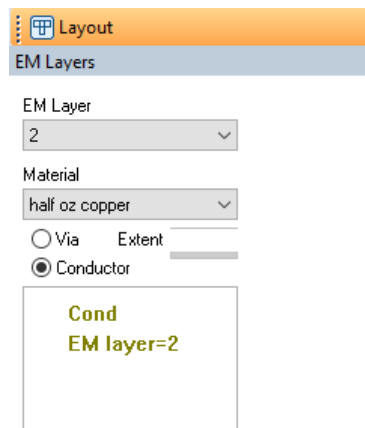 Layout
EM Layers
EM Layer
2
Material
half oz copper
Via Extent
Conductor
Cond
EM layer=2